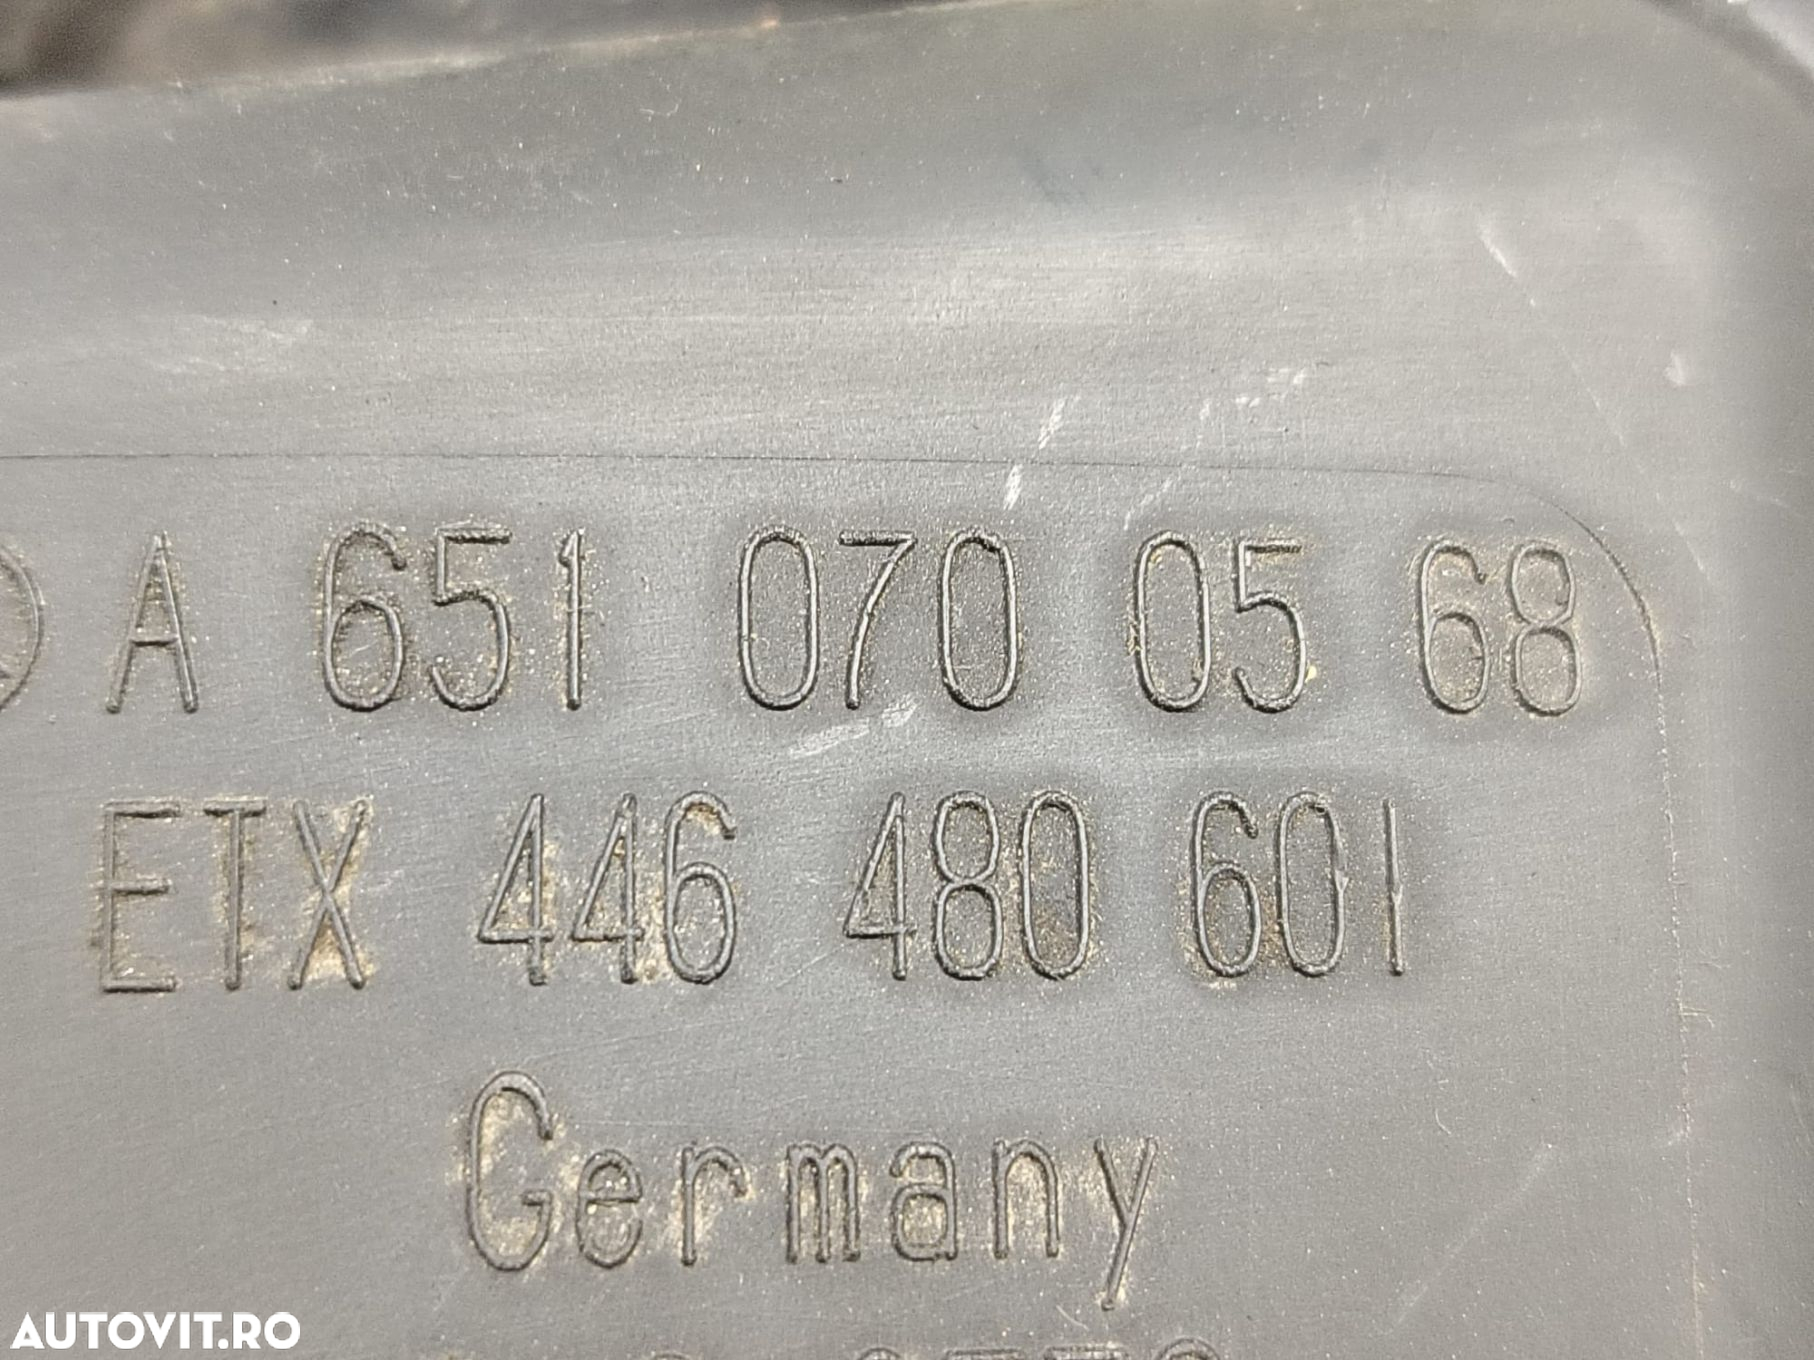 A 651 070 05 68
ETX 446 480 601
Germany
AUTOVIT.RO